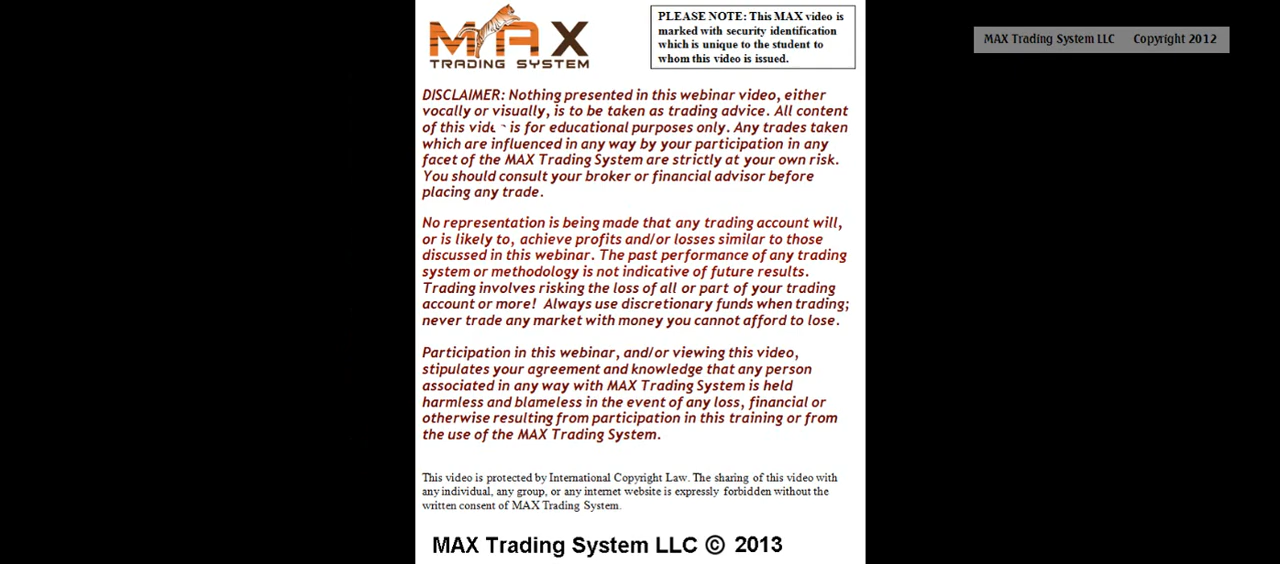 MAX
TRADING SYSTEM
PLEASE NOTE: This MAX video is
marked with security identification
which is unique to the student to
whom this video is issued.
MAX Trading System LLC Copyright 2012
DISCLAIMER: Nothing presented in this webinar video, either
vocally or visually, is to be taken as trading advice. All content
of this is for educational purposes only. Any trades taken
which are influenced in any way by your participation in any
facet of the MAX Trading System are strictly at your own risk.
You should consult your broker or financial advisor before
placing any trade.
No representation is being made that any trading account will,
or is likely to, achieve profits and/or losses similar to those
discussed in this webinar. The past performance of any trading
system or methodology is not indicative of future results.
Trading involves risking the loss of all or part of your trading
account or more! Always use discretionary funds when trading;
never trade any market with money you cannot afford to lose.
Participation in this webinar, and/or viewing this video,
stipulates your agreement and knowledge that any person
associated in any way with MAX Trading System is held
harmless and blameless in the event of any loss, financial or
otherwise resulting from participation in this training or from
the use of the MAX Trading System.
This video is protected by International Copyright Law. The sharing of this video with
any individual, any group, or any internet website is expressly forbidden without the
written consent of MAX Trading System.
MAX Trading System LLC © 2013